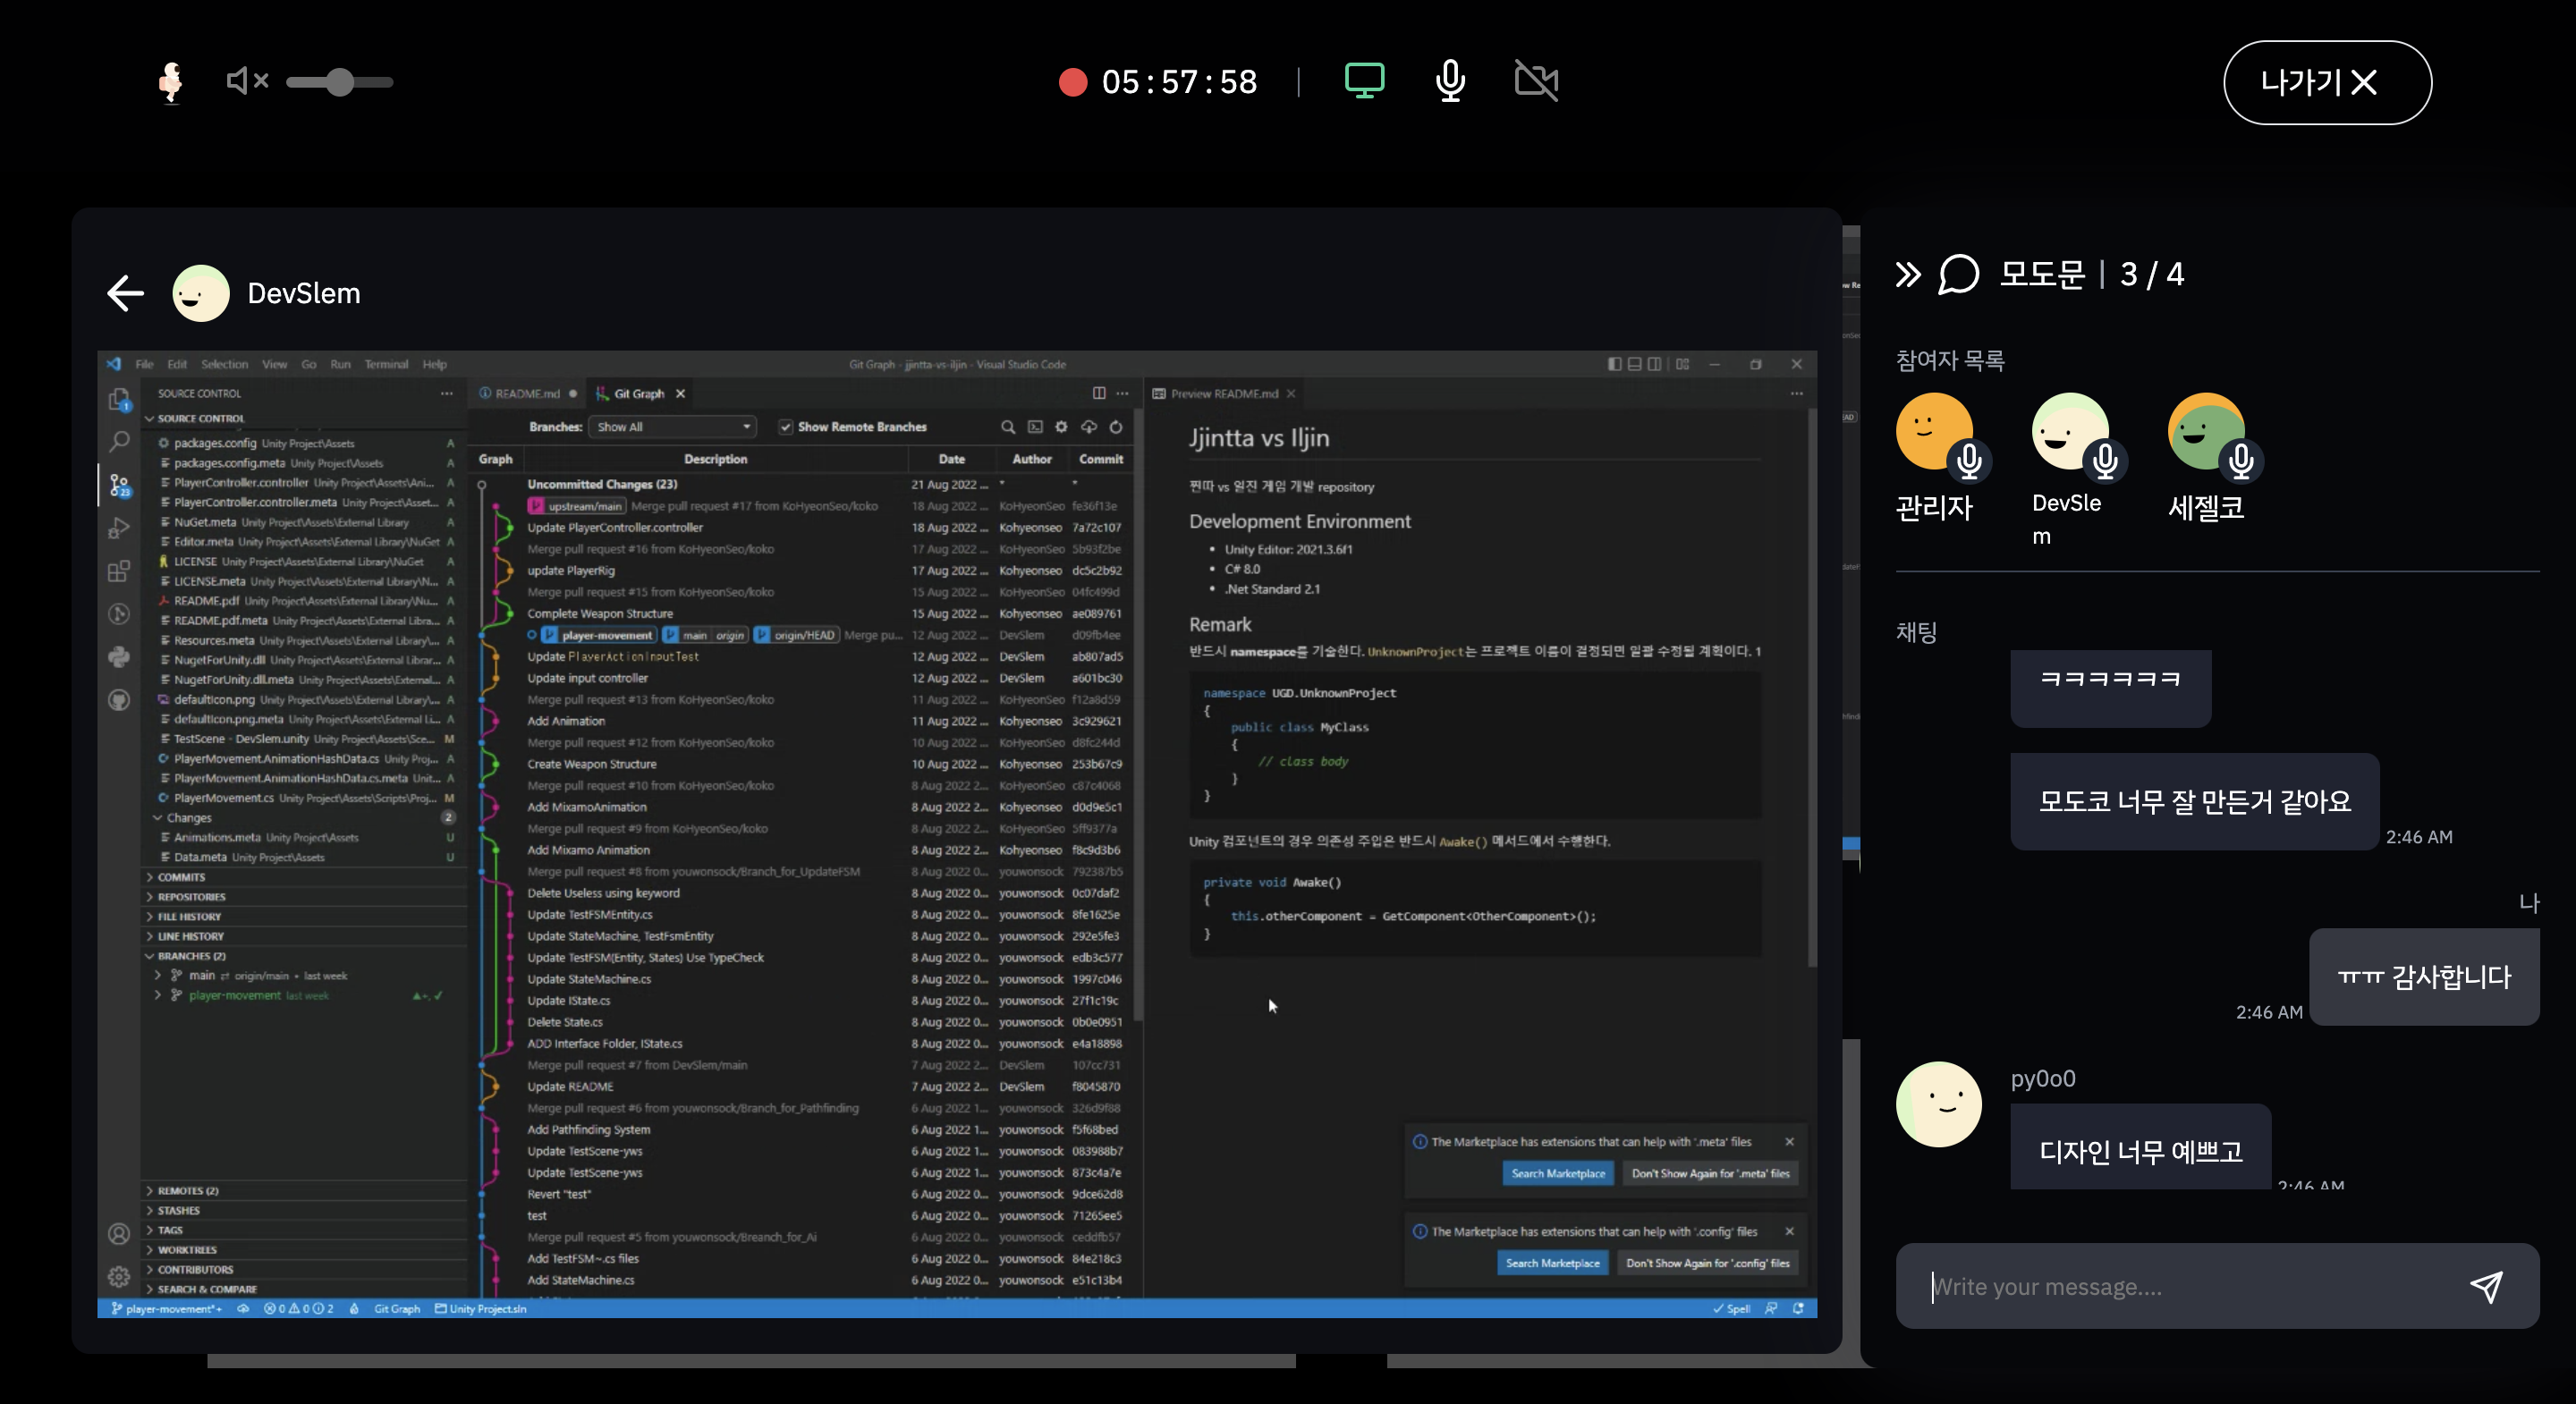 05:57:58
나가기
DevSlem
File Edit Selection View Go Run Terminal Help
Git Graph - jjintta-vs-iljin - Visual Studio Code
SOURCE CONTROL
SOURCE CONTROL
packages.config Unity Project\Assets A
packages.config.meta Unity Project\Assets A
PlayerController.controller Unity Project\Assets\Ani... A
PlayerController.controller.meta Unity Project\Asset... A
NuGet.meta Unity Project\Assets\External Library A
Editor.meta Unity Project\Assets\External Library\NuGet A
LICENSE Unity Project\Assets\External Library\NuGet A
LICENSE.meta Unity Project\Assets\External Library\N... A
README.pdf Unity Project\Assets\External Library\Nu... A
README.pdf.meta Unity Project\Assets\External Libra... A
Resources.meta Unity Project\Assets\External Library\... A
NugetForUnity.dll Unity Project\Assets\External Librar... A
NugetForUnity.dll.meta Unity Project\Assets\External... A
defaultIcon.png Unity Project\Assets\External Library\... A
defaultIcon.png.meta Unity Project\Assets\External Li... A
TestScene - DevSlem.unity Unity Project\Assets\Sce... M
PlayerMovement.AnimationHashData.cs Unity Proj... A
PlayerMovement.AnimationHashData.cs.meta Unit... A
PlayerMovement.cs Unity Project\Assets\Scripts\Proj... M
Changes 2
Animations.meta Unity Project\Assets U
Data.meta Unity Project\Assets U
COMMITS
REPOSITORIES
FILE HISTORY
LINE HISTORY
BRANCHES (2)
main origin/main • last week
player-movement last week
REMOTES (2)
STASHES
TAGS
WORKTREES
CONTRIBUTORS
SEARCH & COMPARE
README.md
Git Graph
Branches: Show All
Show Remote Branches
Graph Description Date Author Commit
Uncommitted Changes (23) 21 Aug 2022 ... * *
upstream/main Merge pull request #17 from KoHyeonSeo/koko 18 Aug 2022 ... KoHyeonSeo fe36f13e
Update PlayerController.controller 18 Aug 2022 ... Kohyeonseo 7a72c107
Merge pull request #16 from KoHyeonSeo/koko 17 Aug 2022 ... KoHyeonSeo 5b93f2be
update PlayerRig 17 Aug 2022 ... Kohyeonseo dc5c2b92
Merge pull request #15 from KoHyeonSeo/koko 15 Aug 2022 ... KoHyeonSeo 04fc499d
Complete Weapon Structure 15 Aug 2022 ... Kohyeonseo ae089761
player-movement main origin origin/HEAD Merge pu... 12 Aug 2022 ... DevSlem d09fb4ee
Update PlayerActionInputTest 12 Aug 2022 ... DevSlem ab807ad5
Update input controller 12 Aug 2022 ... DevSlem a601bc30
Merge pull request #13 from KoHyeonSeo/koko 11 Aug 2022 ... KoHyeonSeo f12a8d59
Add Animation 11 Aug 2022 ... Kohyeonseo 3c929621
Merge pull request #12 from KoHyeonSeo/koko 10 Aug 2022 ... KoHyeonSeo d8fc244d
Create Weapon Structure 10 Aug 2022 ... Kohyeonseo 253b67c9
Merge pull request #10 from KoHyeonSeo/koko 8 Aug 2022 2... KoHyeonSeo c87c4068
Add MixamoAnimation 8 Aug 2022 2... Kohyeonseo d0d9e5c1
Merge pull request #9 from KoHyeonSeo/koko 8 Aug 2022 2... KoHyeonSeo 5ff9377a
Add Mixamo Animation 8 Aug 2022 2... Kohyeonseo f8c9d3b6
Merge pull request #8 from youwonsock/Branch_for_UpdateFSM 8 Aug 2022 0... youwonsock 792387b5
Delete Useless using keyword 8 Aug 2022 0... youwonsock 0c07daf2
Update TestFSMEntity.cs 8 Aug 2022 0... youwonsock 8fe1625e
Update StateMachine, TestFsmEntity 8 Aug 2022 0... youwonsock 292e5fe3
Update TestFSM(Entity, States) Use TypeCheck 8 Aug 2022 0... youwonsock edb3c577
Update StateMachine.cs 8 Aug 2022 0... youwonsock 1997c046
Update IState.cs 8 Aug 2022 0... youwonsock 27f1c19c
Delete State.cs 8 Aug 2022 0... youwonsock 0b0e0951
ADD Interface Folder, IState.cs 8 Aug 2022 0... youwonsock e4a18898
Merge pull request #7 from DevSlem/main 7 Aug 2022 2... DevSlem 107cc731
Update README 7 Aug 2022 2... DevSlem f8045870
Merge pull request #6 from youwonsock/Branch_for_Pathfinding 6 Aug 2022 1... youwonsock 326d9f88
Add Pathfinding System 6 Aug 2022 1... youwonsock f5f68bed
Update TestScene-yws 6 Aug 2022 1... youwonsock 083988b7
Update TestScene-yws 6 Aug 2022 1... youwonsock 873c4a7e
Revert "test" 6 Aug 2022 0... youwonsock 9dce62d8
test 6 Aug 2022 0... youwonsock 71265ee5
Merge pull request #5 from youwonsock/Breanch_for_Ai 6 Aug 2022 0... youwonsock ceddfb57
Add TestFSM~.cs files 6 Aug 2022 0... youwonsock 84e218c3
Add StateMachine.cs 6 Aug 2022 0... youwonsock e51c13b4
Preview README.md
Jjintta vs Iljin
찐따 vs 일진 게임 개발 repository
Development Environment
• Unity Editor: 2021.3.6f1
• C# 8.0
• .Net Standard 2.1
Remark
반드시 namespace를 기술한다. UnknownProject는 프로젝트 이름이 결정되면 일괄 수정될 계획이다. 1
namespace UGD.UnknownProject
{
public class MyClass
{
// class body
}
}
Unity 컴포넌트의 경우 의존성 주입은 반드시 Awake() 메서드에서 수행한다.
private void Awake()
{
this.otherComponent = GetComponent<OtherComponent>();
}
The Marketplace has extensions that can help with '.meta' files
Search Marketplace Don't Show Again for '.meta' files
The Marketplace has extensions that can help with '.config' files
Search Marketplace Don't Show Again for '.config' files
player-movement*+ 0 0 2 Git Graph Unity Project.sln Spell
모도문 | 3 / 4
참여자 목록
관리자
DevSle
m
세젤코
채팅
ㅋㅋㅋㅋㅋㅋ
모도코 너무 잘 만든거 같아요
2:46 AM
나
ㅠㅠ 감사합니다
2:46 AM
py0o0
디자인 너무 예쁘고
2:46 AM
Write your message....